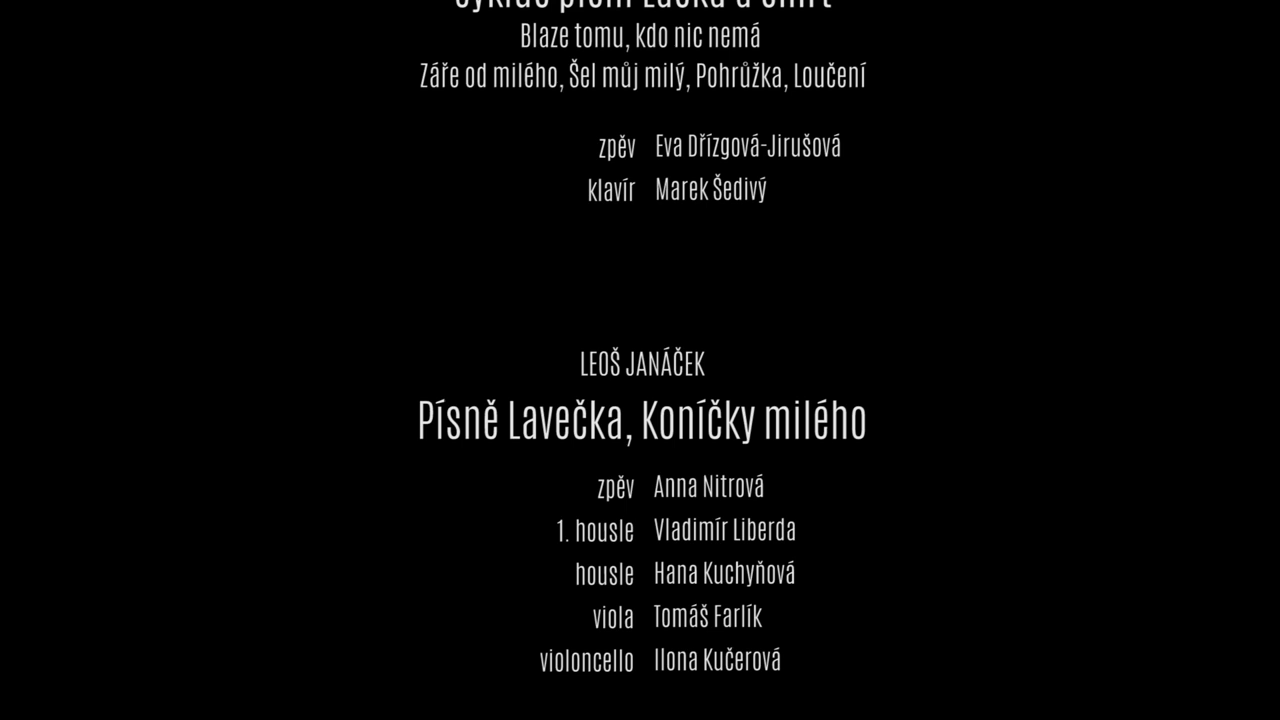 Blaze tomu, kdo nic nemá
Záře od milého, Šel můj milý, Pohrůžka, Loučení
zpěv Eva Dřízgová-Jirušová
klavír Marek Šedivý
LEOŠ JANÁČEK
Písně Lavečka, Koníčky milého
zpěv Anna Nitrová
1. housle Vladimír Liberda
housle Hana Kuchyňová
viola Tomáš Farlík
violoncello Ilona Kučerová